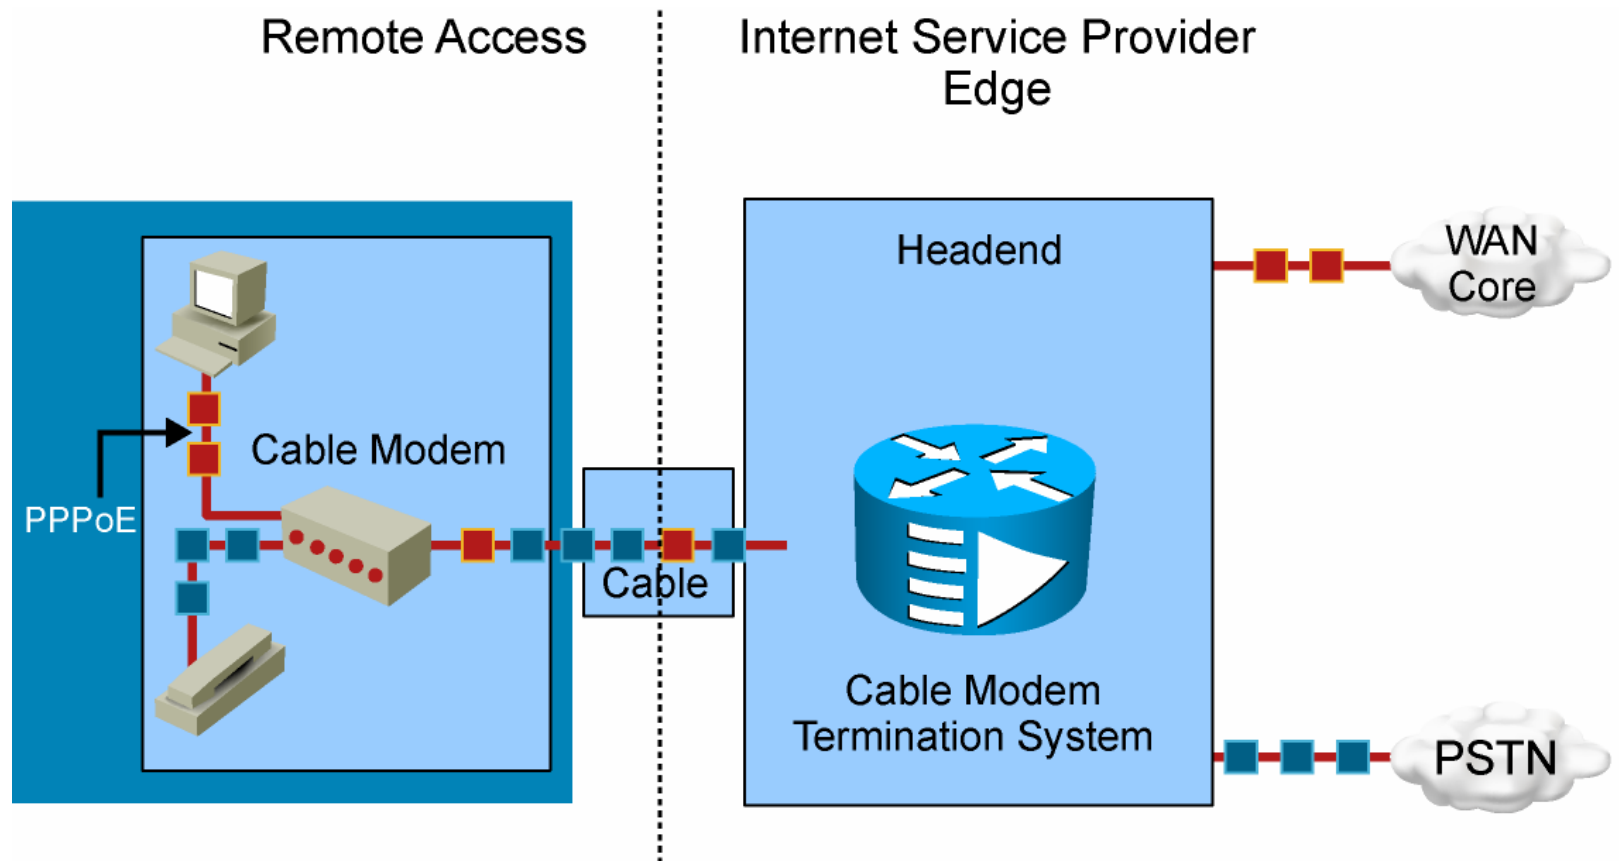 Remote Access
Internet Service Provider
Edge
Headend
WAN
Core
Cable Modem
PPPoE
Cable
Cable Modem
Termination System
PSTN